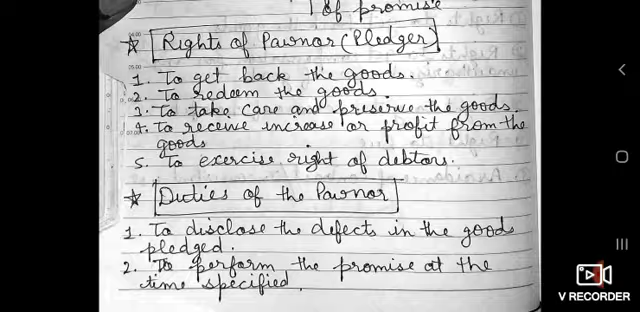 of promise
Rights of Pawnor (Pledger)
1. To get back the goods.
2. To redeem the goods.
3. To take care and preserve the goods.
4. To receive increase or profit from the
goods
5. To exercise right of debtors.
Duties of the Pawnor
1. To disclose the defects in the goods
pledged.
2. To perform the promise at the
time specified.
V RECORDER